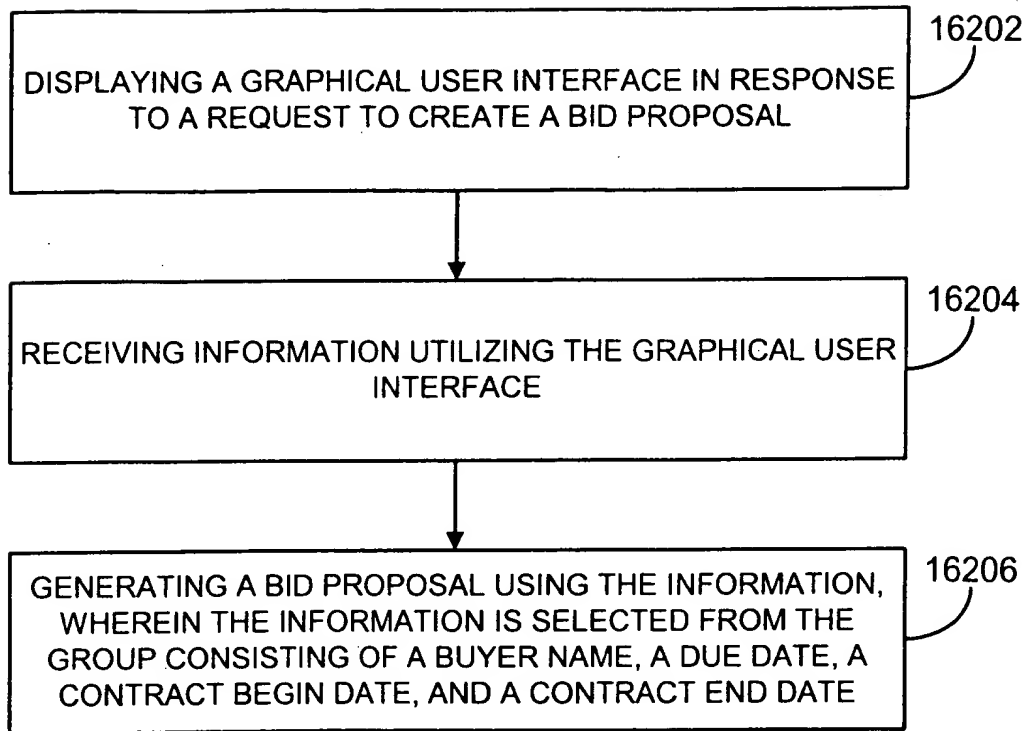 16202
DISPLAYING A GRAPHICAL USER INTERFACE IN RESPONSE
TO A REQUEST TO CREATE A BID PROPOSAL
16204
RECEIVING INFORMATION UTILIZING THE GRAPHICAL USER
INTERFACE
16206
GENERATING A BID PROPOSAL USING THE INFORMATION,
WHEREIN THE INFORMATION IS SELECTED FROM THE
GROUP CONSISTING OF A BUYER NAME, A DUE DATE, A
CONTRACT BEGIN DATE, AND A CONTRACT END DATE